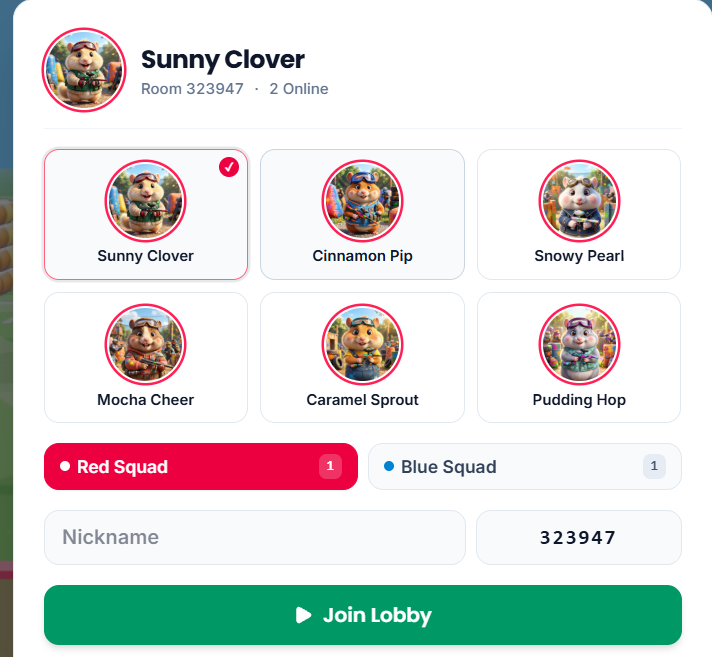 Sunny Clover
Room 323947 · 2 Online
Sunny Clover
Cinnamon Pip
Snowy Pearl
Mocha Cheer
Caramel Sprout
Pudding Hop
Red Squad 1
Blue Squad 1
Nickname
323947
Join Lobby